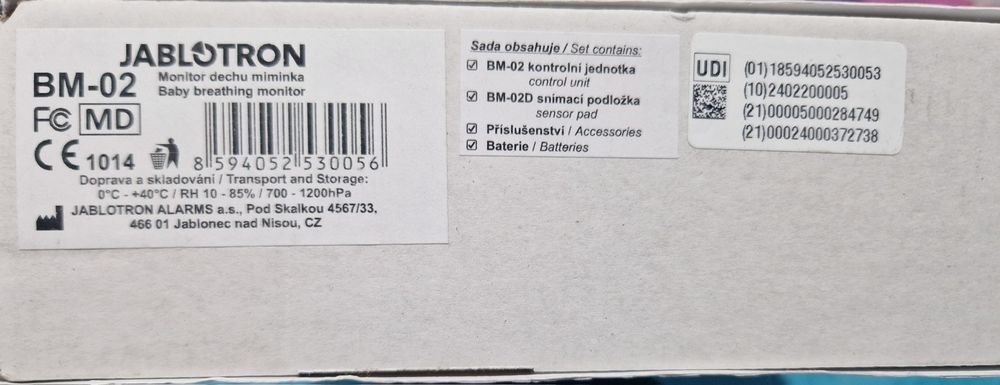 JABLOTRON
BM-02
Monitor dechu miminka
Baby breathing monitor
FC MD
CE 1014
8 594052 530056
Doprava a skladování / Transport and Storage:
0°C - +40°C / RH 10 - 85% / 700 - 1200hPa
JABLOTRON ALARMS a.s., Pod Skalkou 4567/33,
466 01 Jablonec nad Nisou, CZ
Sada obsahuje / Set contains:
BM-02 kontrolní jednotka
control unit
BM-02D snímací podložka
sensor pad
Příslušenství / Accessories
Baterie / Batteries
UDI
(01)18594052530053
(10)2402200005
(21)00005000284749
(21)00024000372738